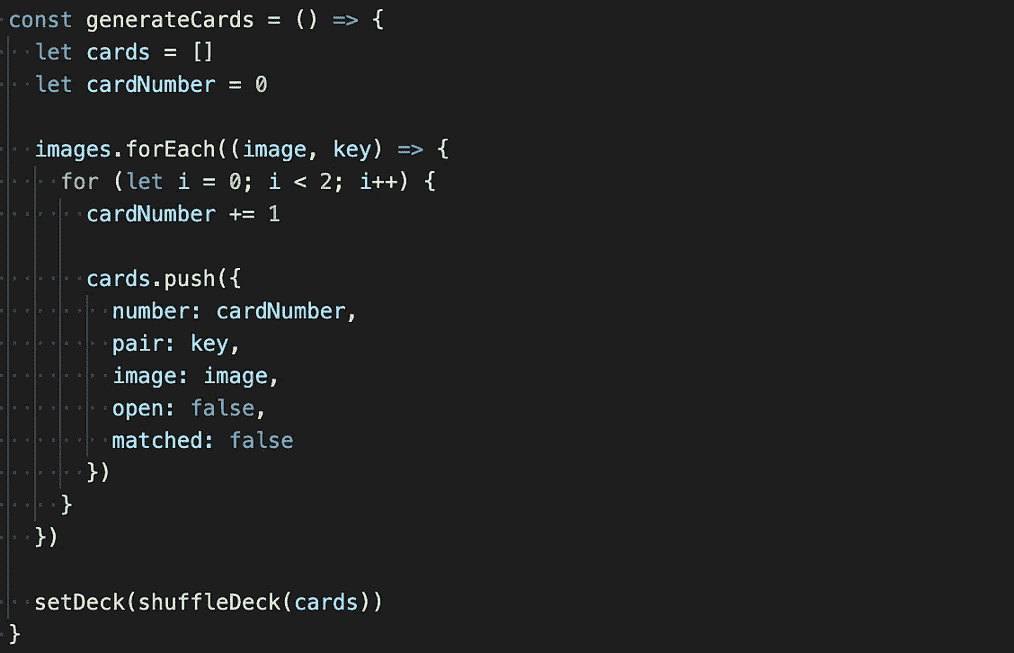 const generateCards = () => {
  let cards = []
  let cardNumber = 0

  images.forEach((image, key) => {
    for (let i = 0; i < 2; i++) {
      cardNumber += 1

      cards.push({
        number: cardNumber,
        pair: key,
        image: image,
        open: false,
        matched: false
      })
    }
  })

  setDeck(shuffleDeck(cards))
}